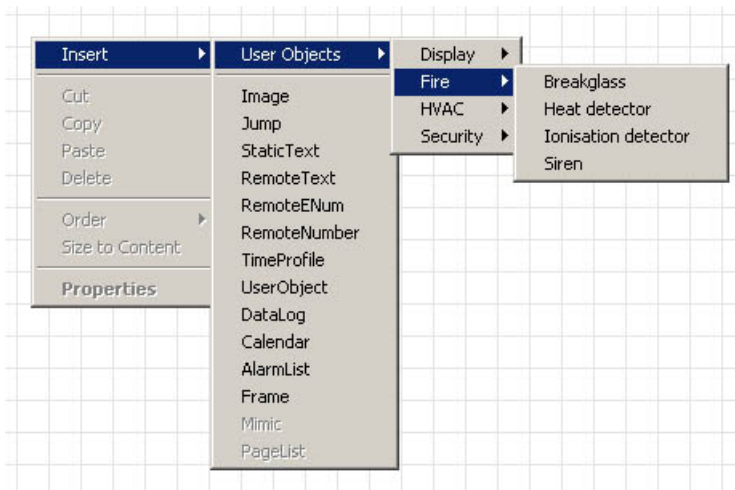 Insert
Cut
Copy
Paste
Delete
Order
Size to Content
Properties
User Objects
Image
Jump
StaticText
RemoteText
RemoteENum
RemoteNumber
TimeProfile
UserObject
DataLog
Calendar
AlarmList
Frame
Mimic
PageList
Display
Fire
HVAC
Security
Breakglass
Heat detector
Ionisation detector
Siren